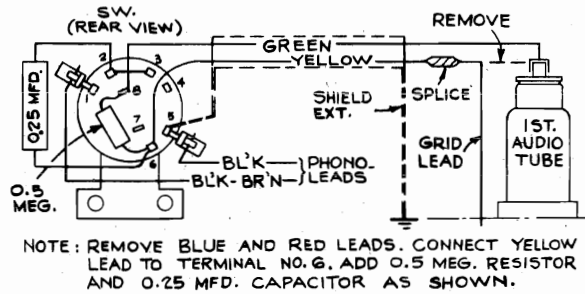 SW.
(REAR VIEW)
REMOVE
GREEN
YELLOW
2
3
4
1
8
7
5
6
0.25 MFD.
SHIELD
EXT.
SPLICE
GRID
LEAD
1ST.
AUDIO
TUBE
BL'K
BL'K-BR'N
PHONO-
LEADS
0.5
MEG.
NOTE: REMOVE BLUE AND RED LEADS. CONNECT YELLOW
LEAD TO TERMINAL NO. 6. ADD 0.5 MEG. RESISTOR
AND 0.25 MFD. CAPACITOR AS SHOWN.